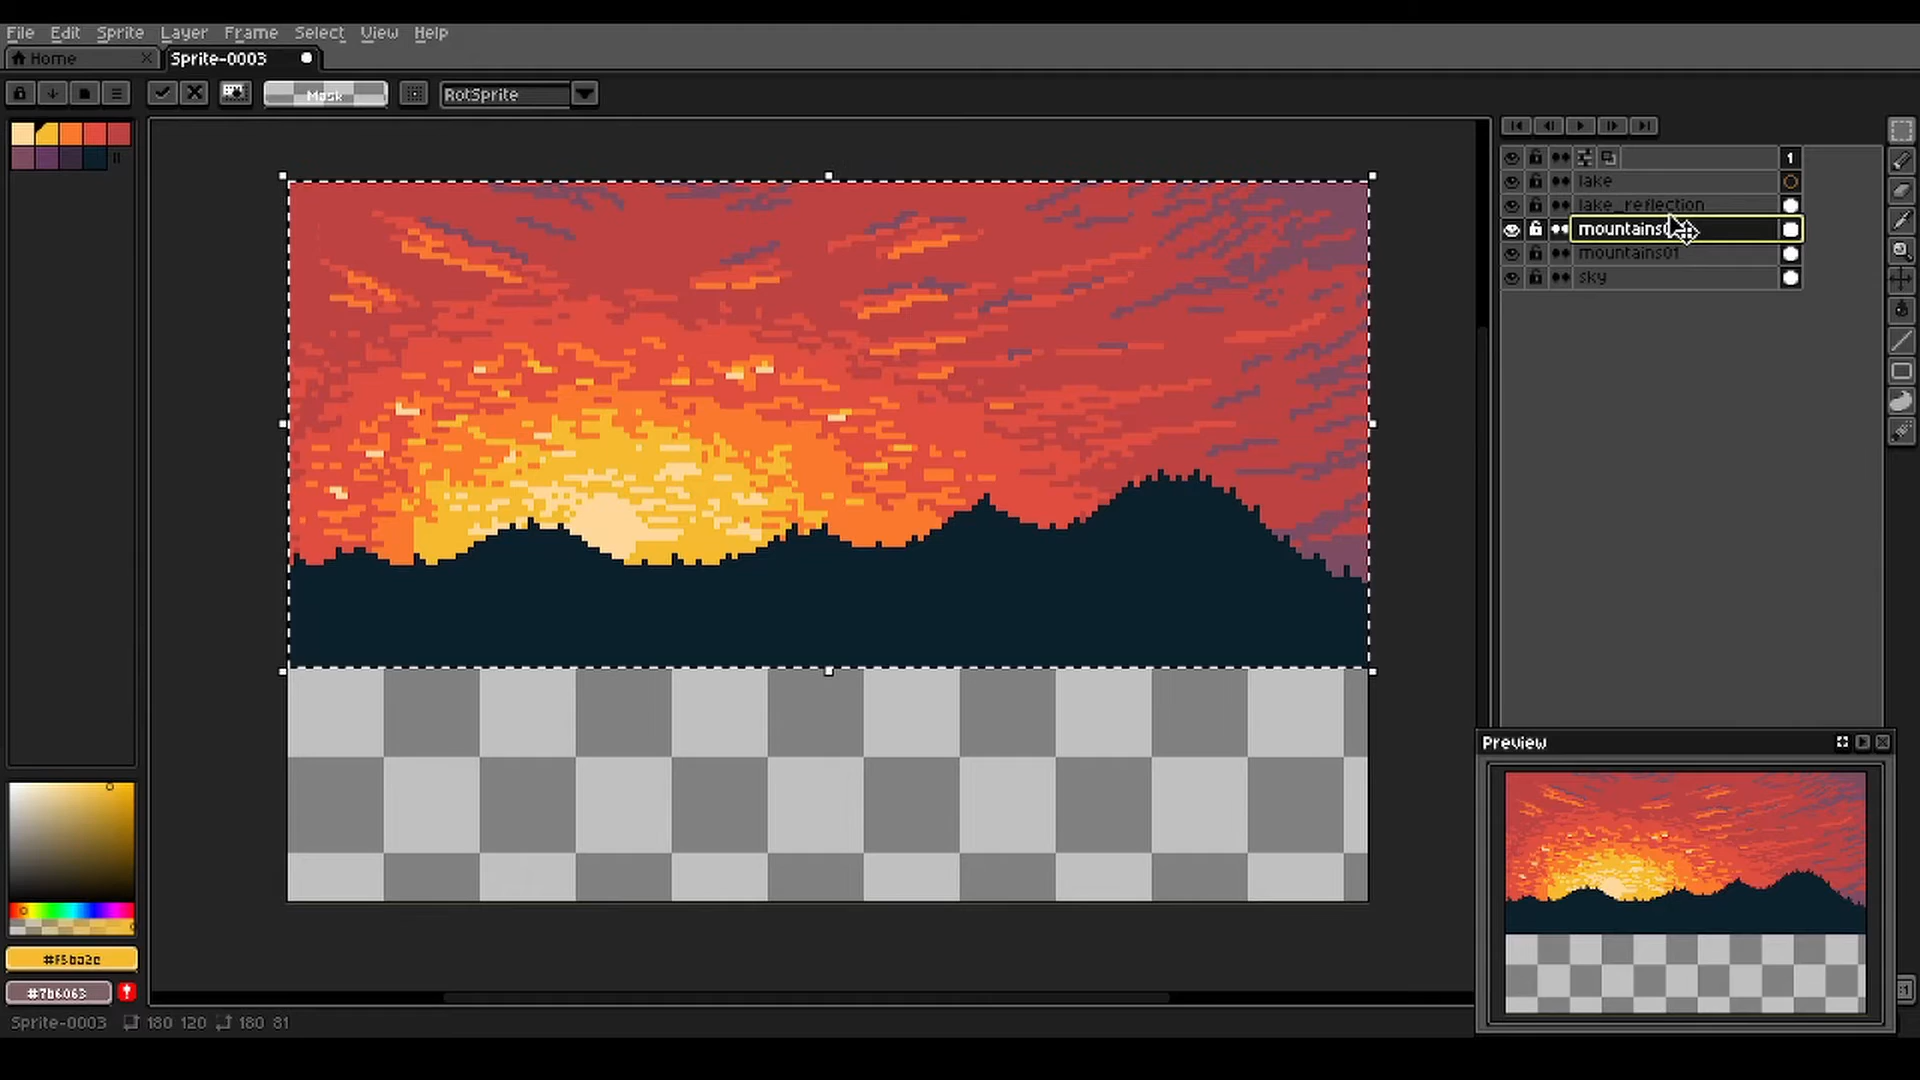 File Edit Sprite Layer Frame Select View Help
Home Sprite-0003
Mask RotSprite
1
lake
lake_reflection
mountains
mountains01
sky
Preview
#f5ba2e
#7b6063
Sprite-0003 180 120 180 81